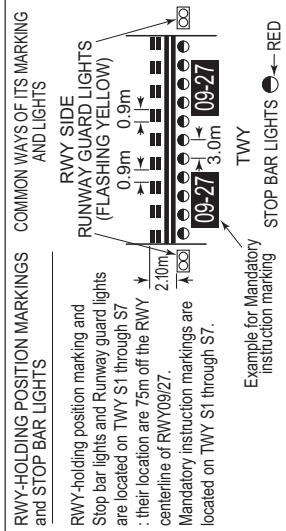 RWY-HOLDING POSITION MARKINGS
and STOP BAR LIGHTS
RWY-holding position marking and
Stop bar lights and Runway guard lights
are located on TWY S1 through S7
: their location are 75m off the RWY
centerline of RWY09/27.
Mandatory instruction markings are
located on TWY S1 through S7.
COMMON WAYS OF ITS MARKING
AND LIGHTS
RWY SIDE
RUNWAY GUARD LIGHTS
(FLASHING YELLOW)
0.9m
0.9m
2.10m
09-27
09-27
3.0m
TWY
Example for Mandatory
instruction marking
STOP BAR LIGHTS
RED